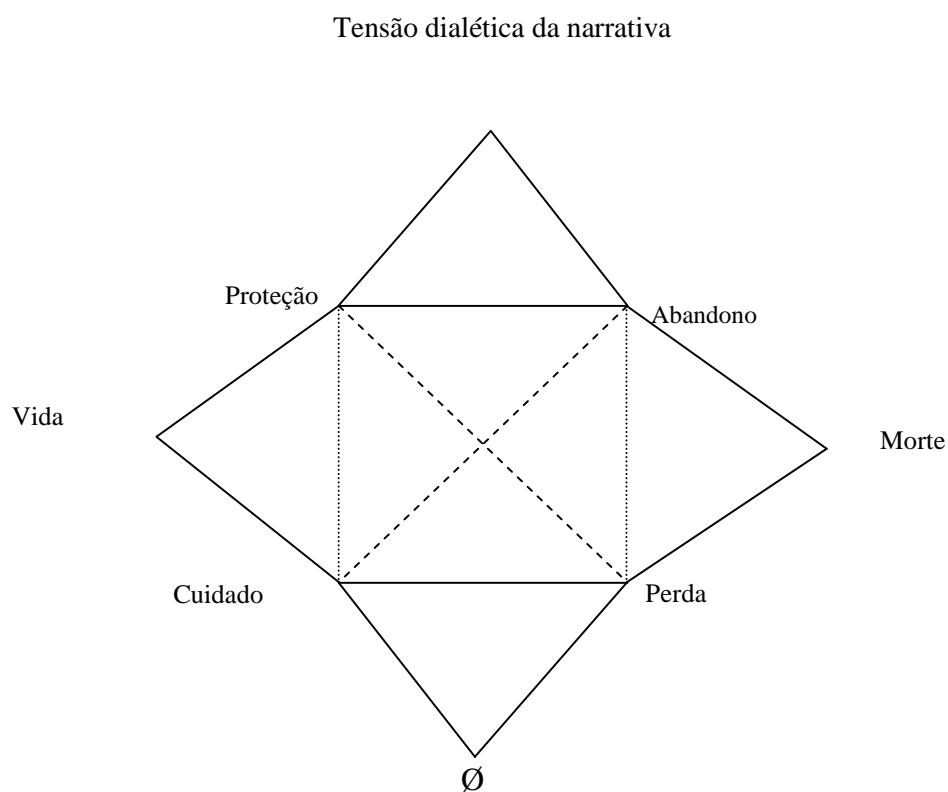 Tensão dialética da narrativa
Proteção
Abandono
Vida
Morte
Cuidado
Perda
Ø